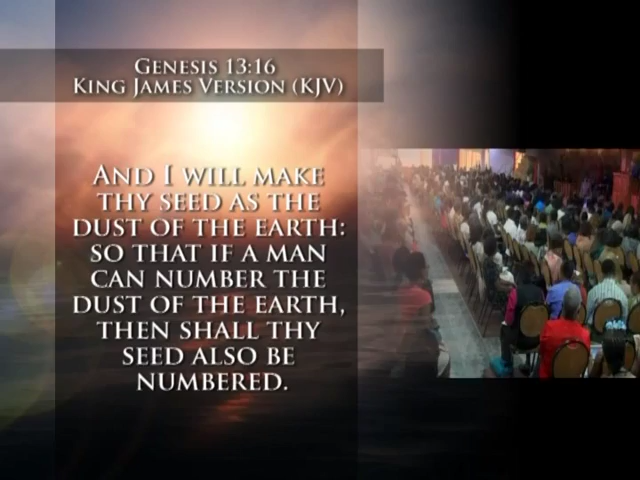 Genesis 13:16
King James Version (KJV)
And I will make
thy seed as the
dust of the earth:
so that if a man
can number the
dust of the earth,
then shall thy
seed also be
numbered.